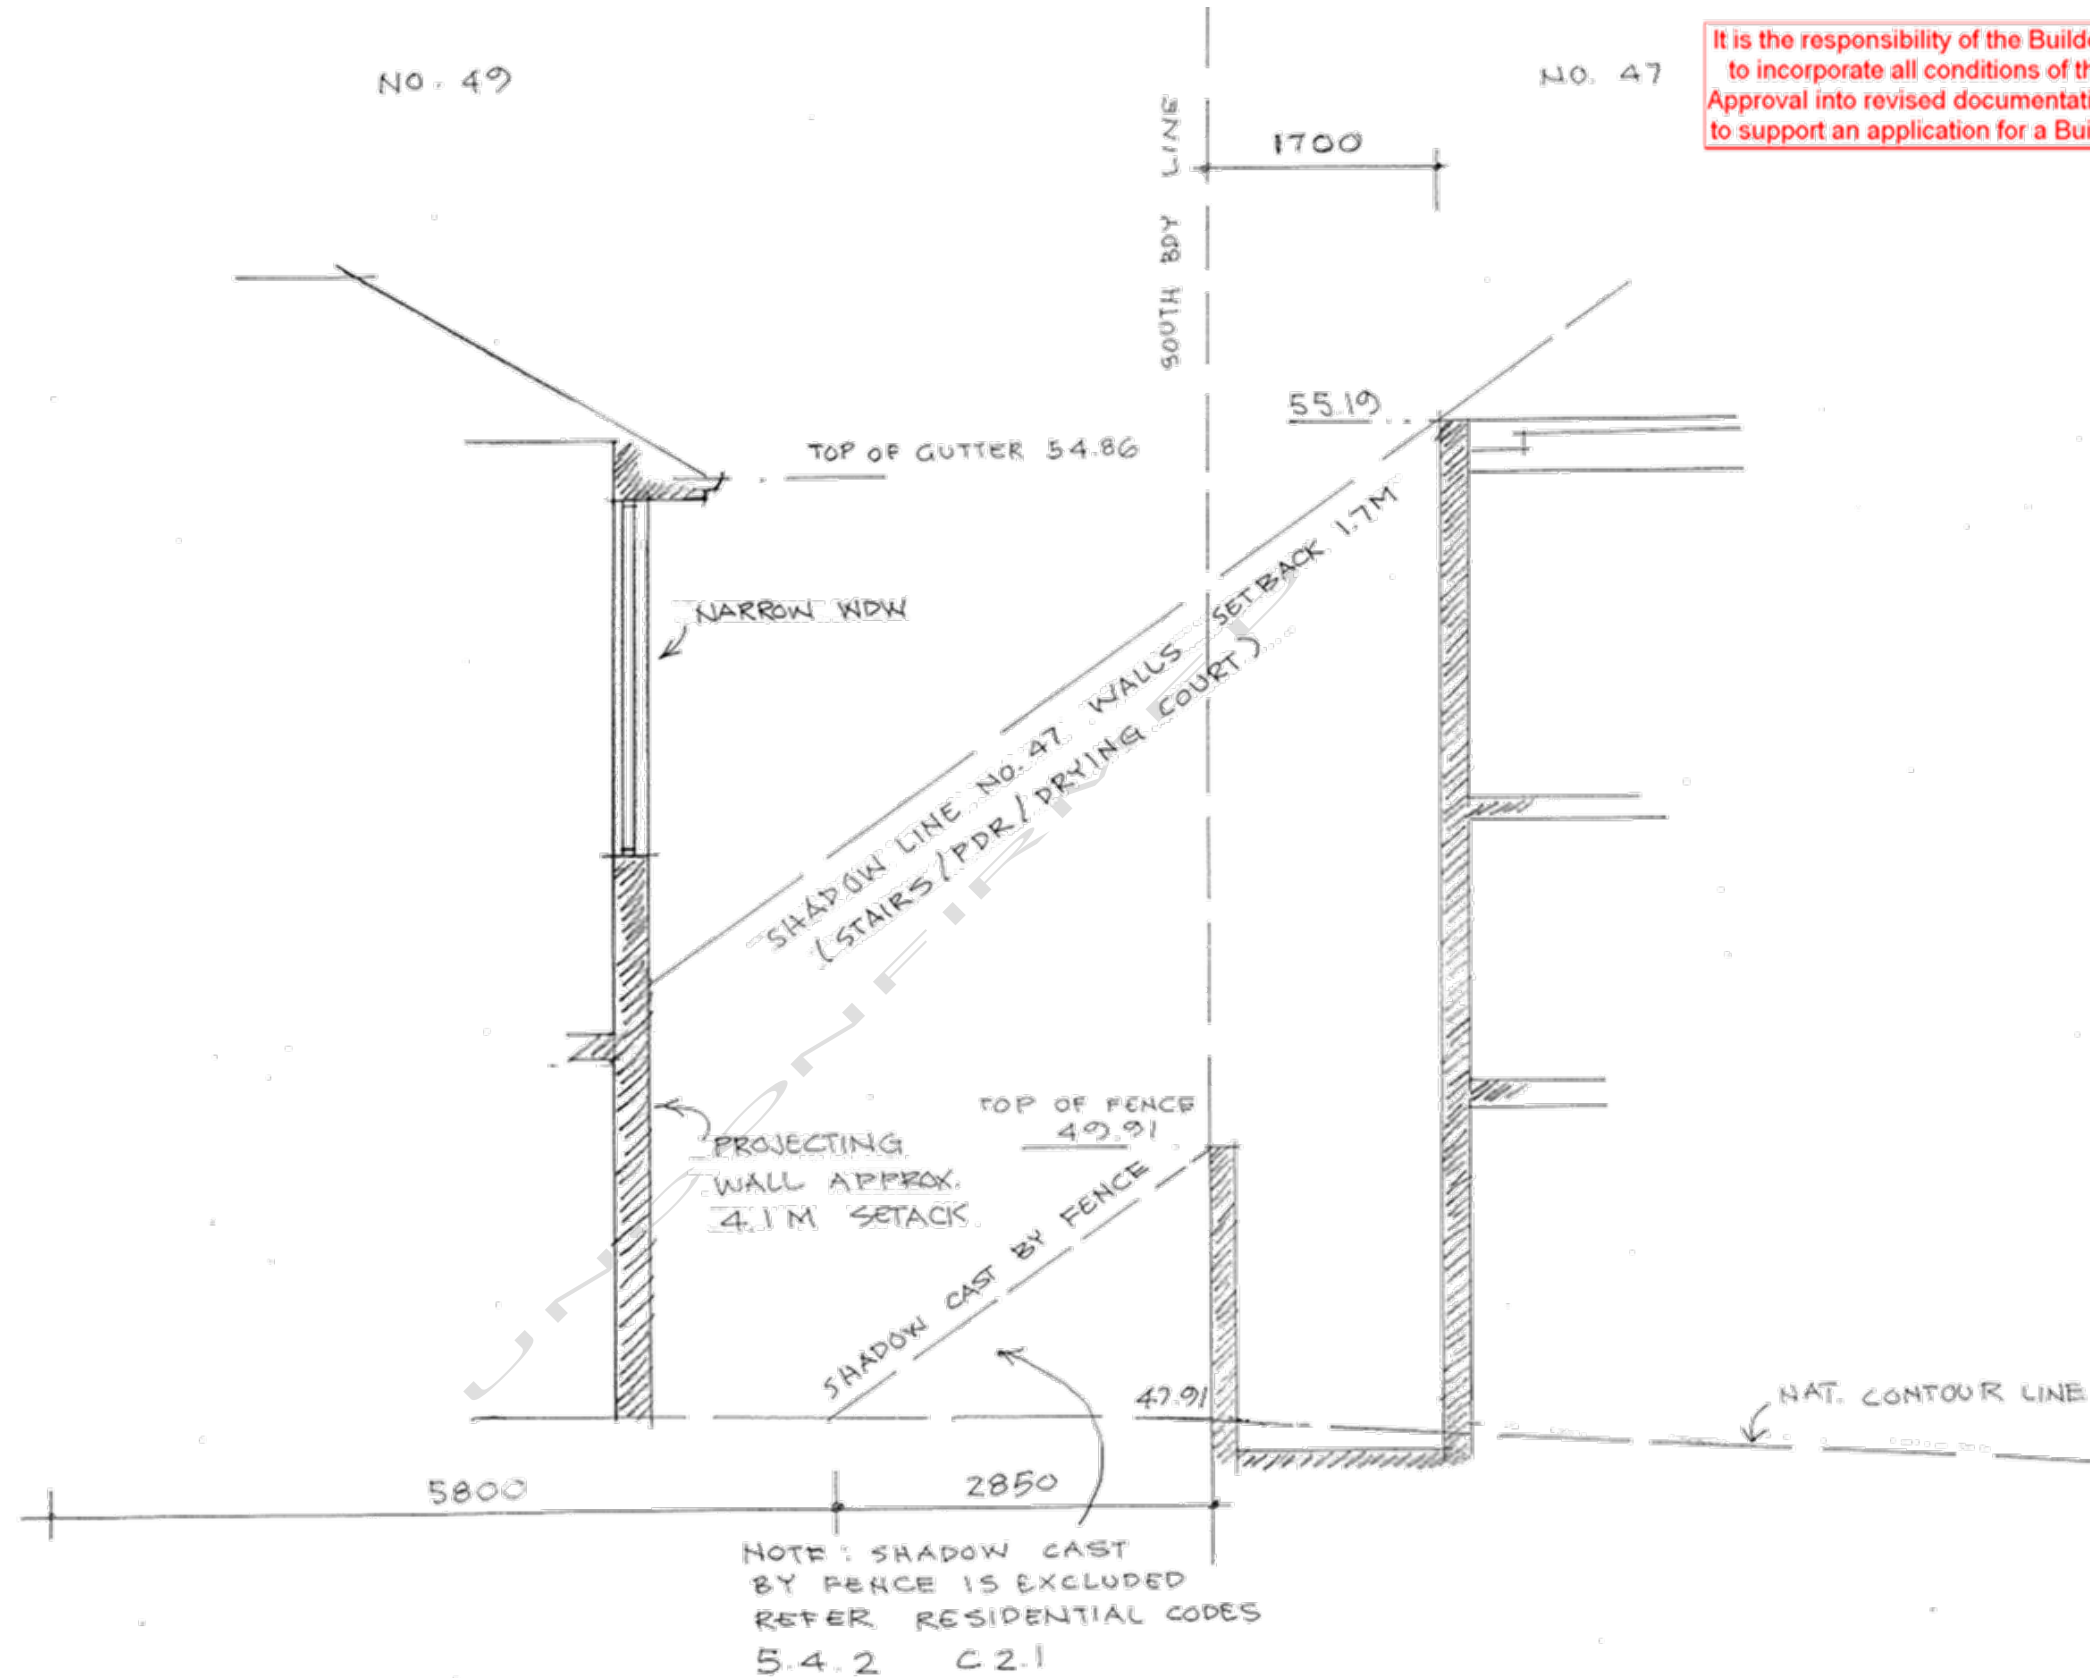 NO. 49
NO. 47
It is the responsibility of the
to incorporate all conditions of
Approval into revised
to support an application for a
1700
SOUTH BDY LINE
55.19
TOP OF GUTTER 54.86
NARROW WDW
SHADOW LINE NO. 47 WALLS SETBACK 1.7M
(STAIRS/PDR/DRYING COURT)
TOP OF FENCE
49.91
PROJECTING
WALL APPROX.
4.1M SETACK
SHADOW CAST BY FENCE
47.91
NAT. CONTOUR LINE
5800
2850
NOTE: SHADOW CAST
BY FENCE IS EXCLUDED
REFER RESIDENTIAL CODES
5.4.2 C2.1